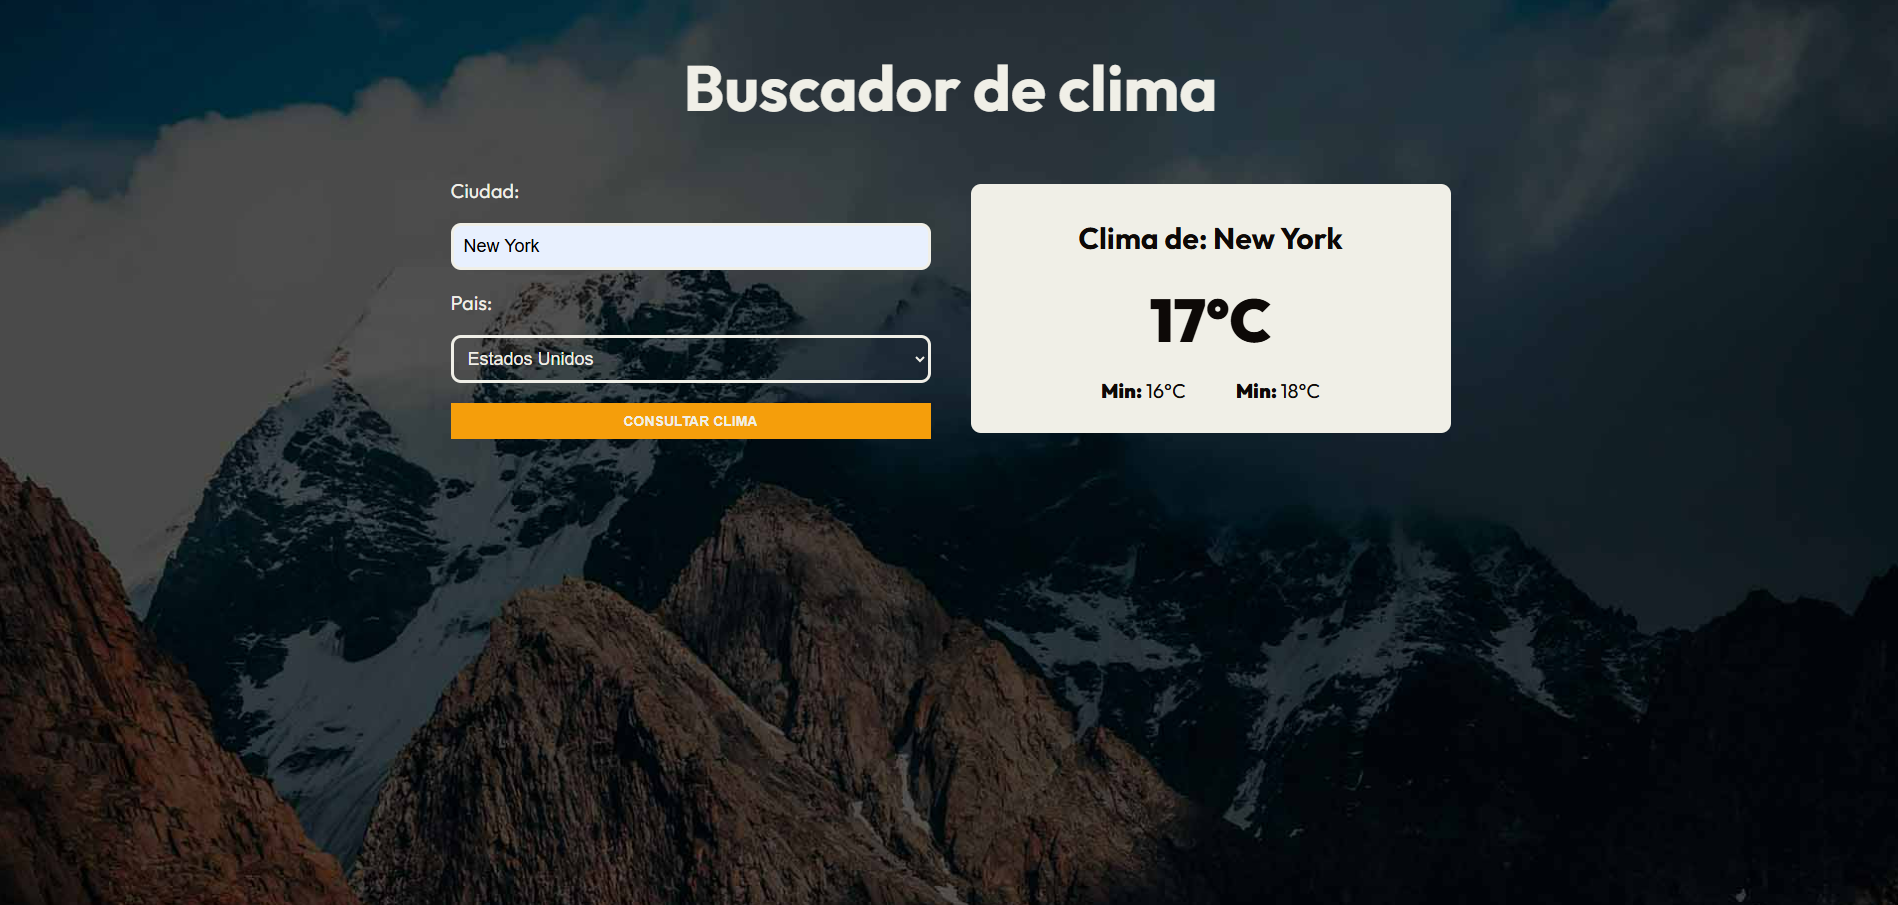 Buscador de clima
Ciudad:
New York
Pais:
Estados Unidos
CONSULTAR CLIMA
Clima de: New York
17°C
Min: 16°C Min: 18°C